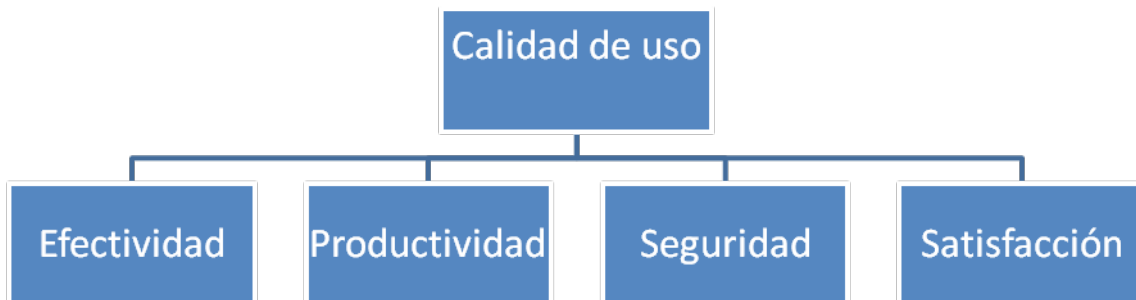 Calidad de uso
Efectividad
Productividad
Seguridad
Satisfacción